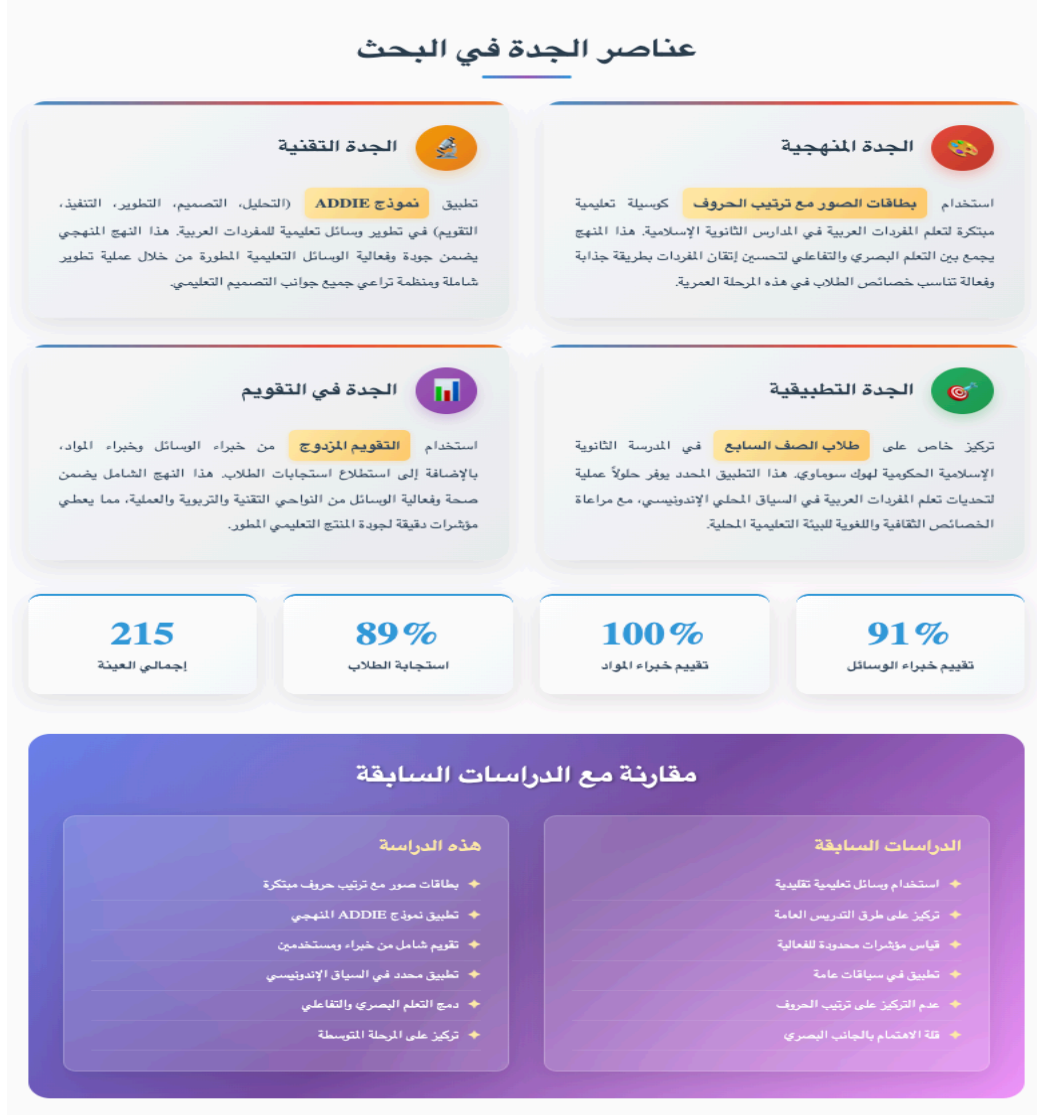 عناصر الجدة في البحث
الجدة المنهجية
استخدام بطاقات الصور مع ترتيب الحروف كوسيلة تعليمية
مبتكرة لتعلم المفردات العربية في المدارس الثانوية الإسلامية. هذا المنهج
يجمع بين التعلم البصري والتفاعلي لتحسين إتقان المفردات بطريقة جذابة
وفعالة تناسب خصائص الطلاب في هذه المرحلة العمرية.
الجدة التقنية
تطبيق نموذج ADDIE (التحليل، التصميم، التطوير، التنفيذ،
التقويم) في تطوير وسائل تعليمية للمفردات العربية. هذا النهج المنهجي
يضمن جودة وفعالية الوسائل التعليمية المطورة من خلال عملية تطوير
شاملة ومنظمة تراعي جميع جوانب التصميم التعليمي.
الجدة التطبيقية
تركيز خاص على طلاب الصف السابع في المدرسة الثانوية
الإسلامية الحكومية لهوك سوماوي. هذا التطبيق المحدد يوفر حلولاً عملية
لتحديات تعلم المفردات العربية في السياق المحلي الإندونيسي، مع مراعاة
الخصائص الثقافية واللغوية للبيئة التعليمية المحلية.
الجدة في التقويم
استخدام التقويم المزدوج من خبراء الوسائل وخبراء المواد،
بالإضافة إلى استطلاع استجابات الطلاب. هذا النهج الشامل يضمن
صحة وفعالية الوسائل من النواحي التقنية والتربوية والعملية، مما يعطي
مؤشرات دقيقة لجودة المنتج التعليمي المطور.
91%
تقييم خبراء الوسائل
100%
تقييم خبراء المواد
89%
استجابة الطلاب
215
إجمالي العينة
مقارنة مع الدراسات السابقة
الدراسات السابقة
استخدام وسائل تعليمية تقليدية
تركيز على طرق التدريس العامة
قياس مؤشرات محدودة للفعالية
تطبيق في سياقات عامة
عدم التركيز على ترتيب الحروف
قلة الاهتمام بالجانب البصري
هذه الدراسة
بطاقات صور مع ترتيب حروف مبتكرة
تطبيق نموذج ADDIE المنهجي
تقويم شامل من خبراء ومستخدمين
تطبيق محدد في السياق الإندونيسي
دمج التعلم البصري والتفاعلي
تركيز على المرحلة المتوسطة